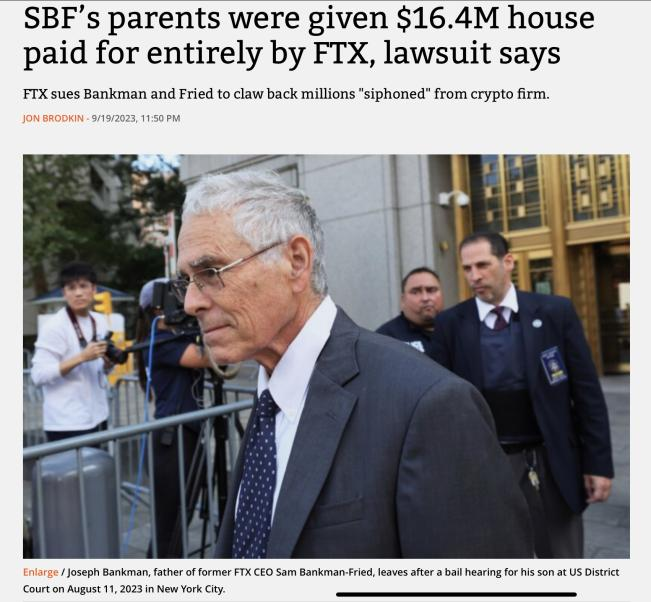 SBF’s parents were given $16.4M house
paid for entirely by FTX, lawsuit says
FTX sues Bankman and Fried to claw back millions "siphoned" from crypto firm.
JON BRODKIN - 9/19/2023, 11:50 PM
Enlarge / Joseph Bankman, father of former FTX CEO Sam Bankman-Fried, leaves after a bail hearing for his son at US District
Court on August 11, 2023 in New York City.